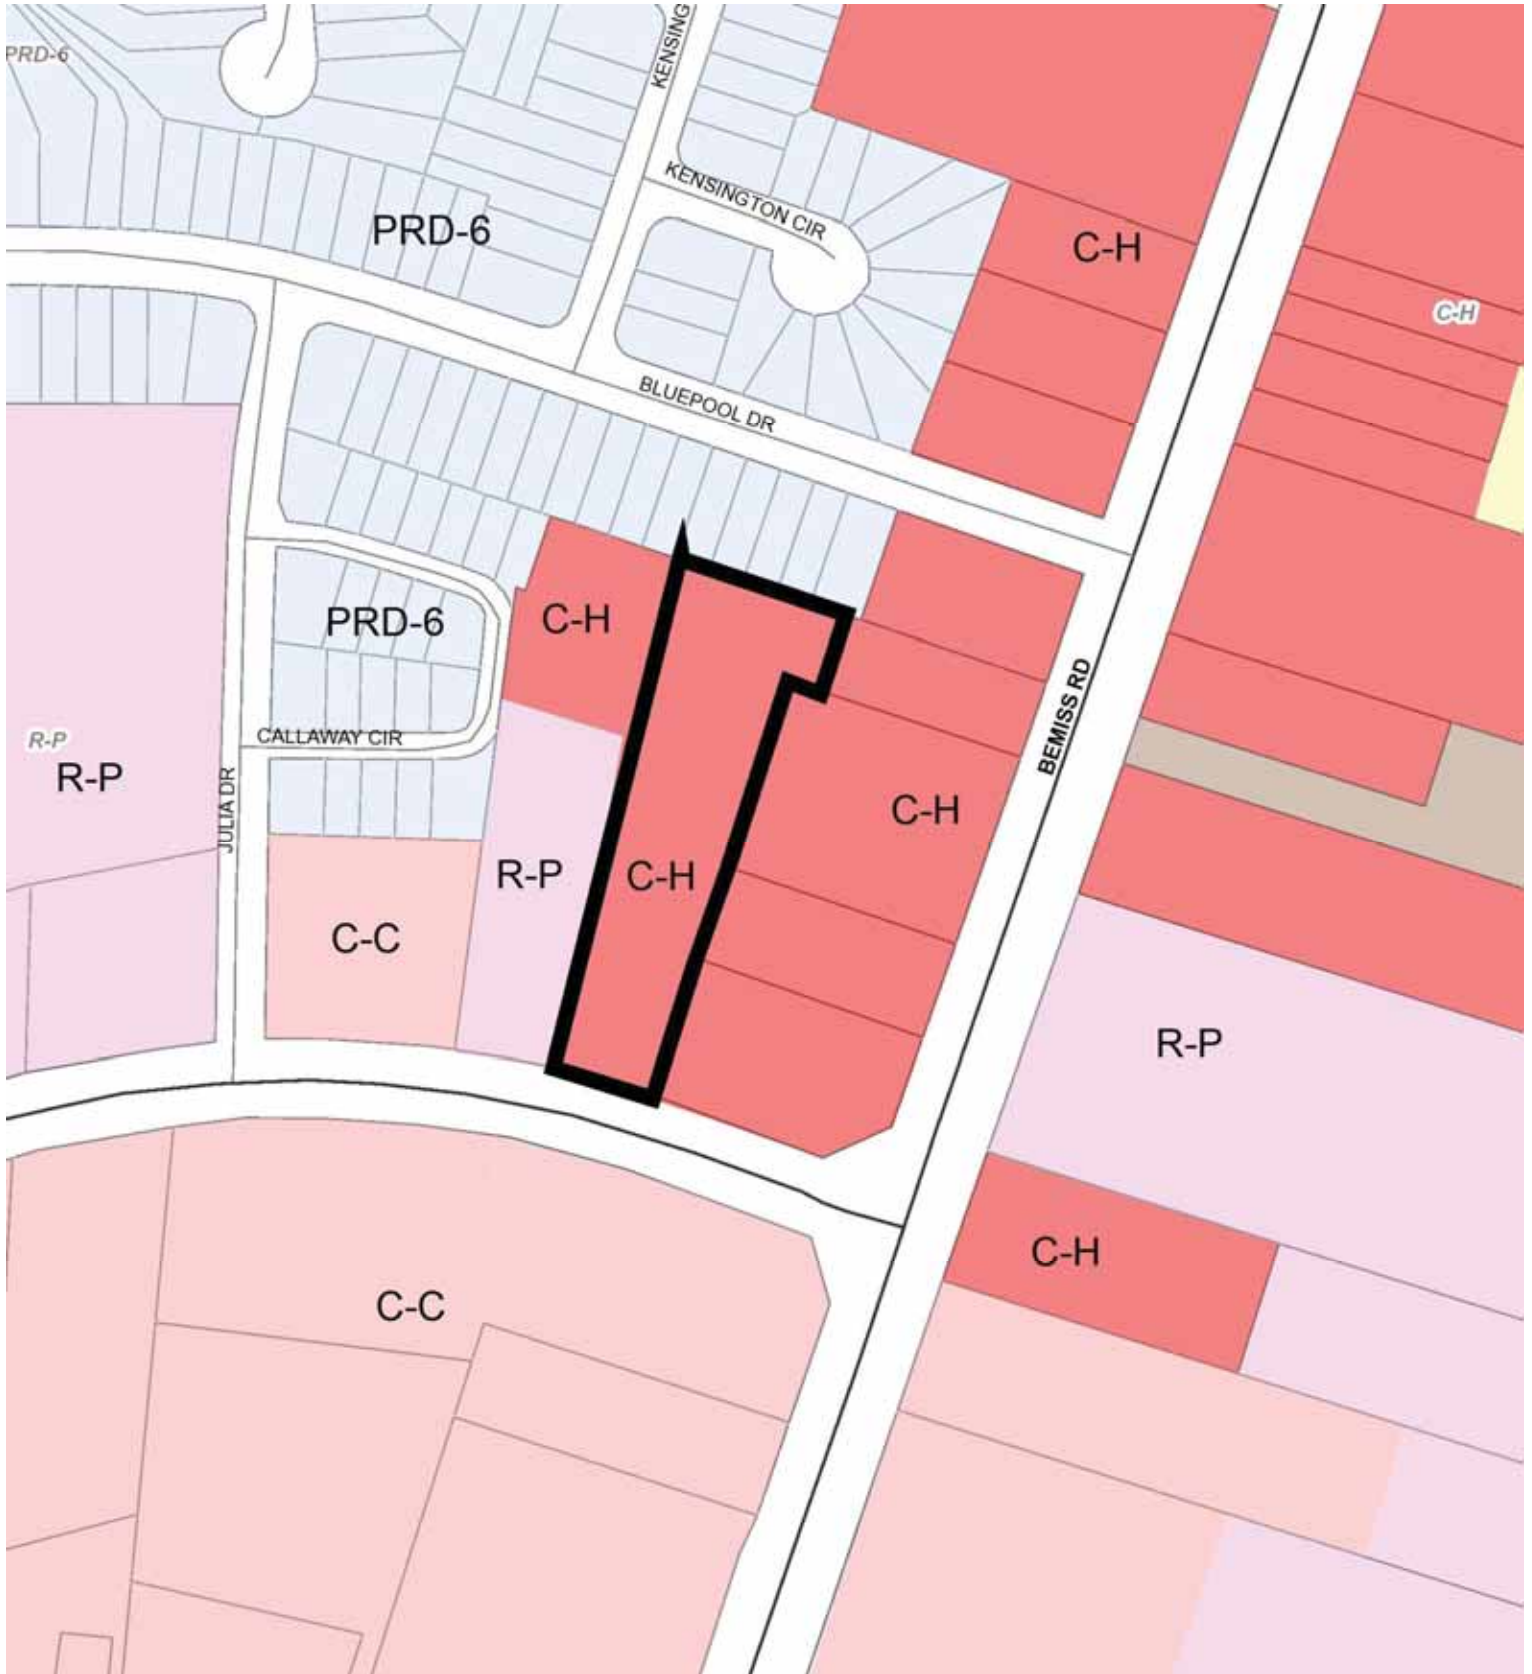 PRD-6
KENSING
KENSINGTON CIR
PRD-6
C-H
C-H
BLUEPOOL DR
PRD-6
C-H
BEMISS RD
CALLAWAY CIR
R-P
R-P
JULIA DR
C-H
R-P
C-H
C-C
R-P
C-H
C-C